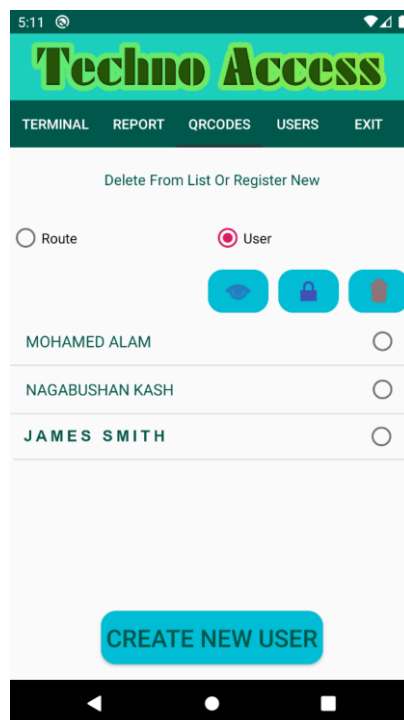 5:11
Techno Access
TERMINAL REPORT QRCODES USERS EXIT
Delete From List Or Register New
Route User
MOHAMED ALAM
NAGABUSHAN KASH
JAMES SMITH
CREATE NEW USER